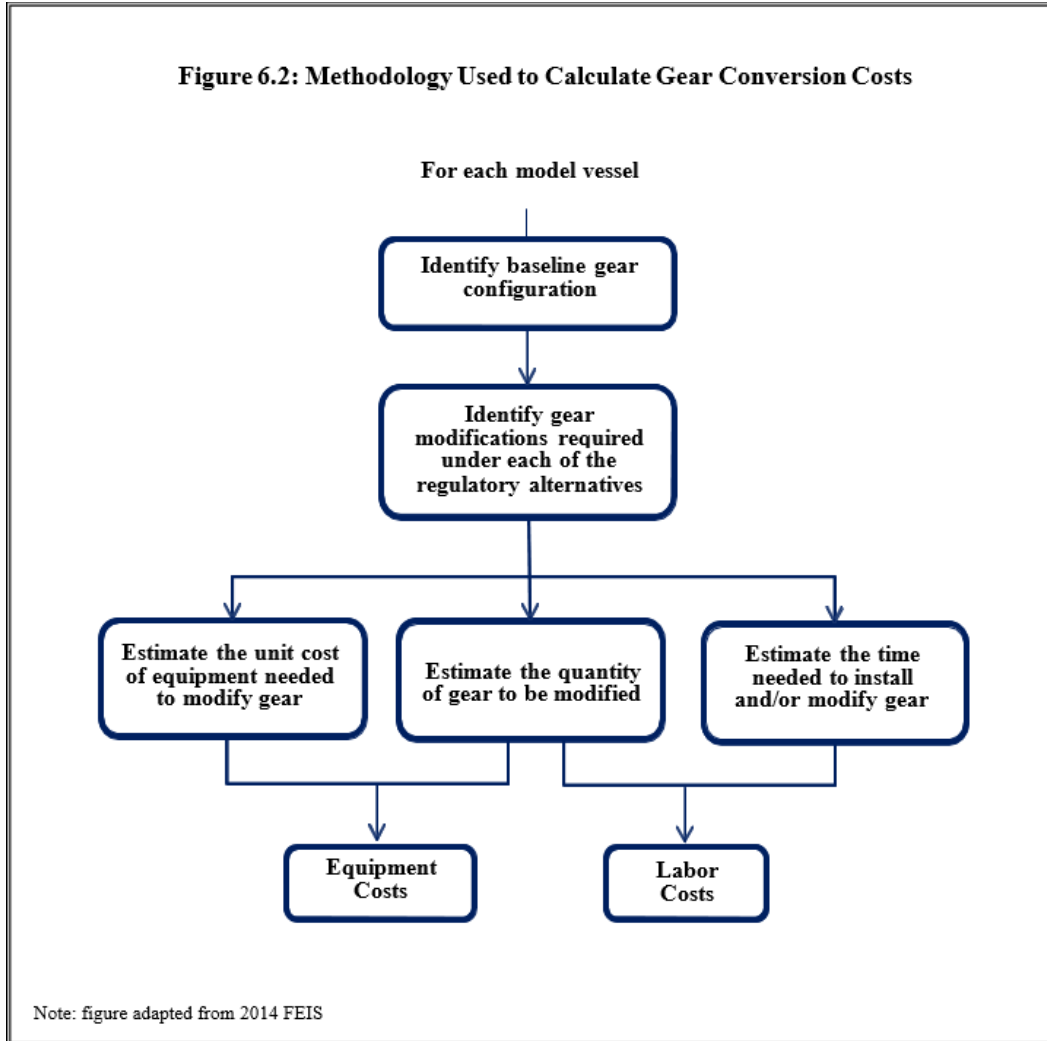 Figure 6.2: Methodology Used to Calculate Gear Conversion Costs
For each model vessel
Identify baseline gear
configuration
Identify gear
modifications required
under each of the
regulatory alternatives
Estimate the unit cost
of equipment needed
to modify gear
Estimate the quantity
of gear to be modified
Estimate the time
needed to install
and/or modify gear
Equipment
Costs
Labor
Costs
Note: figure adapted from 2014 FEIS